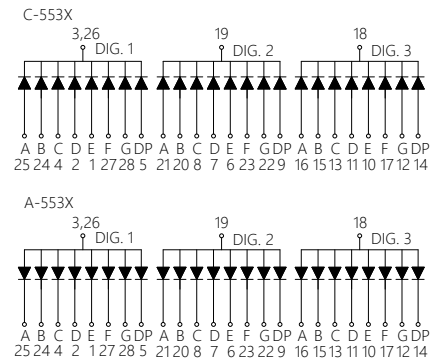 C-553X
3,26 19 18
DIG. 1 DIG. 2 DIG. 3
A B C D E F G DP A B C D E F G DP A B C D E F G DP
25 24 4 2 1 27 28 5 21 20 8 7 6 23 22 9 16 15 13 11 10 17 12 14
A-553X
3,26 19 18
DIG. 1 DIG. 2 DIG. 3
A B C D E F G DP A B C D E F G DP A B C D E F G DP
25 24 4 2 1 27 28 5 21 20 8 7 6 23 22 9 16 15 13 11 10 17 12 14